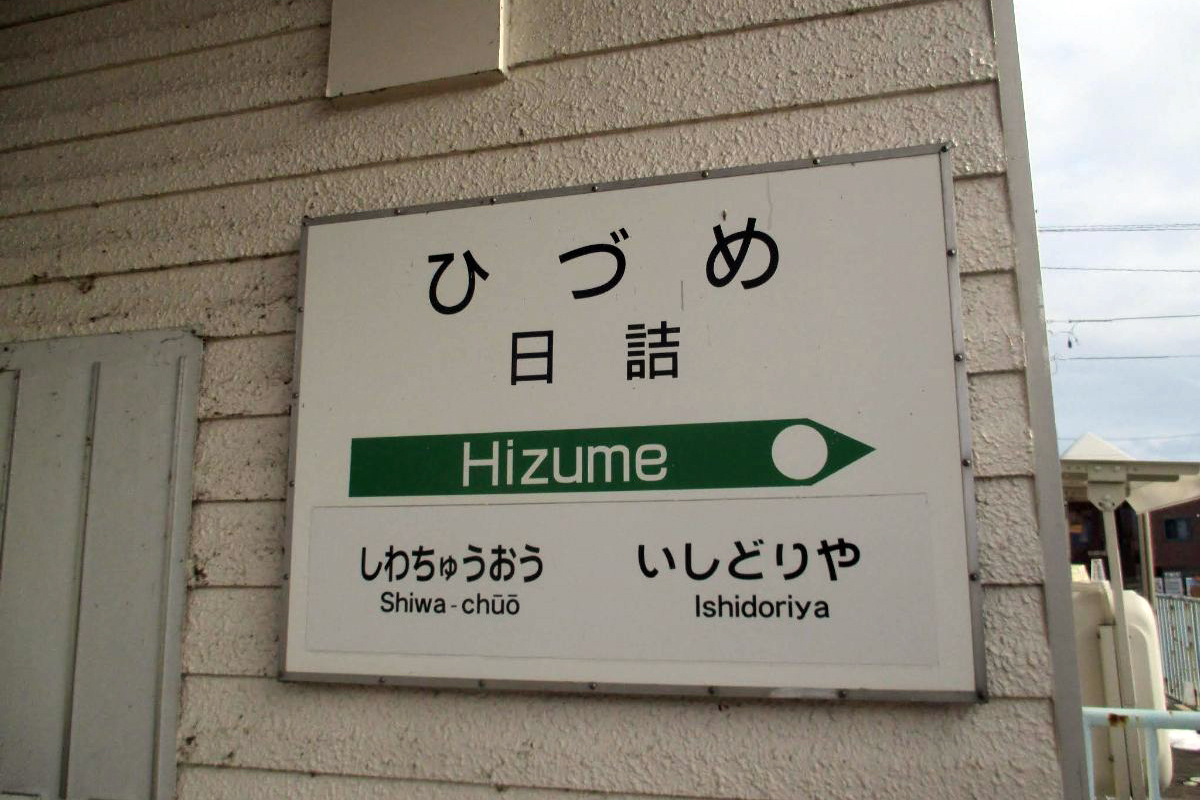 ひづめ
日詰
Hizume
しわちゅうおう いしどりや
Shiwa-chūō Ishidoriya